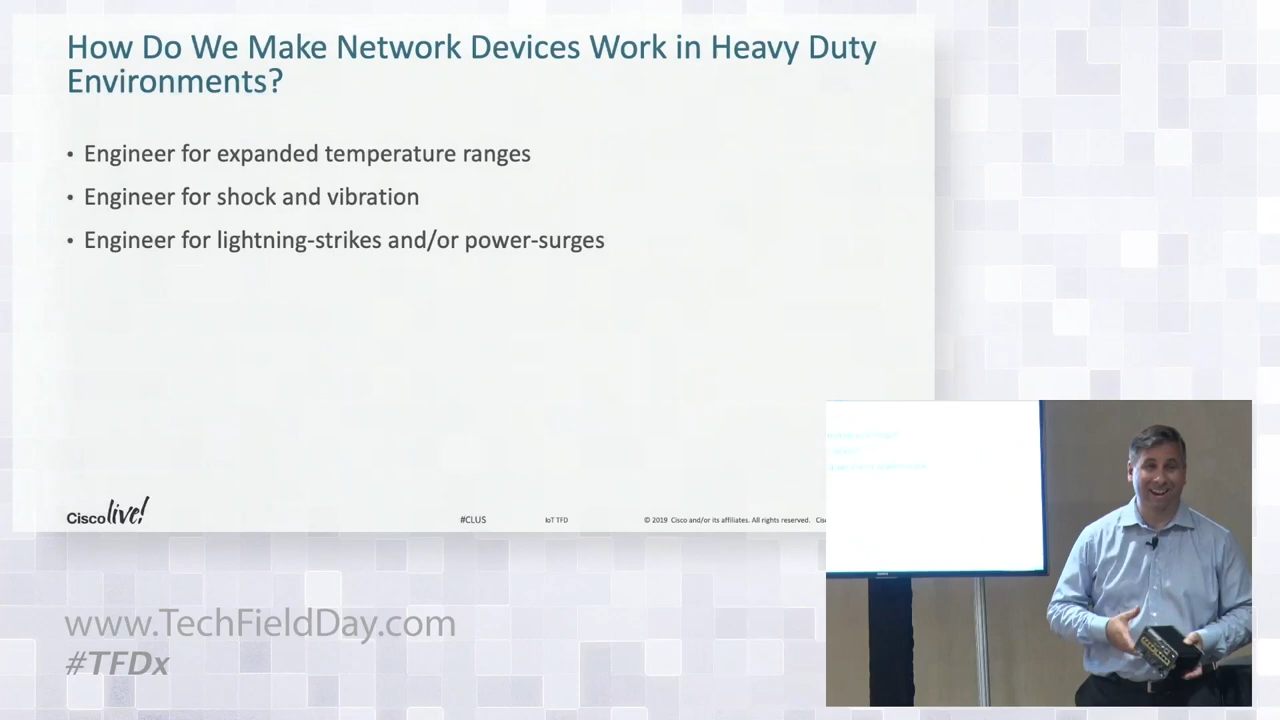 How Do We Make Network Devices Work in Heavy Duty
Environments?
• Engineer for expanded temperature ranges
• Engineer for shock and vibration
• Engineer for lightning-strikes and/or power-surges
Cisco live!
#CLUS
IoT TFD
© 2019 Cisco and/or its affiliates. All rights reserved. Cis
www.TechFieldDay.com
#TFDx